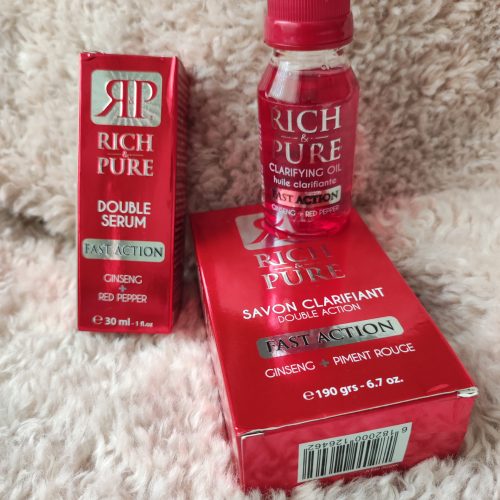 R&P
RICH
&
PURE
DOUBLE
SERUM
FAST ACTION
GINSENG
+
RED PEPPER
e 30 ml - 1 fl.oz
RICH
&
PURE
CLARIFYING OIL
huile clarifiante
FAST ACTION
GINSENG + RED PEPPER
R&P
RICH
&
PURE
SAVON CLARIFIANT
DOUBLE ACTION
FAST ACTION
GINSENG + PIMENT ROUGE
e 190 grs - 6.7 oz.
6182000126462